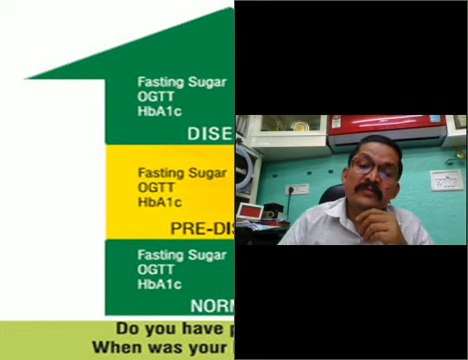 Fasting Sugar
OGTT
HbA1c
DISE
Fasting Sugar
OGTT
HbA1c
PRE-DIS
Fasting Sugar
OGTT
HbA1c
NOR
Do you have
When was your